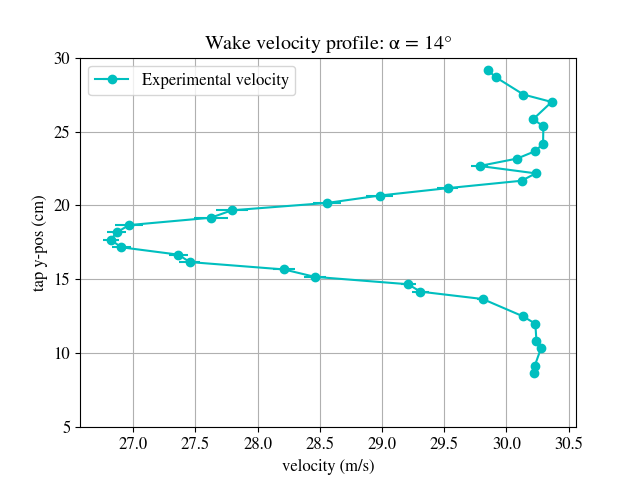 Wake velocity profile: α = 14°
Experimental velocity
tap y-pos (cm)
30
25
20
15
10
5
27.0 27.5 28.0 28.5 29.0 29.5 30.0 30.5
velocity (m/s)